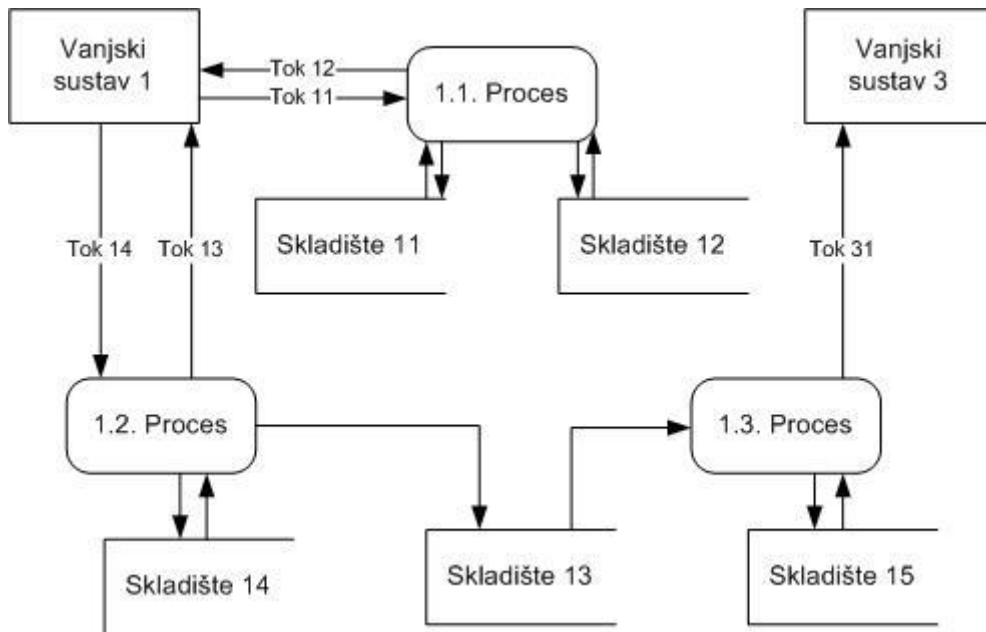 Vanjski
sustav 1
Vanjski
sustav 3
Tok 12
Tok 11
1.1. Proces
Skladište 11
Skladište 12
Tok 14
Tok 13
Tok 31
1.2. Proces
1.3. Proces
Skladište 14
Skladište 13
Skladište 15